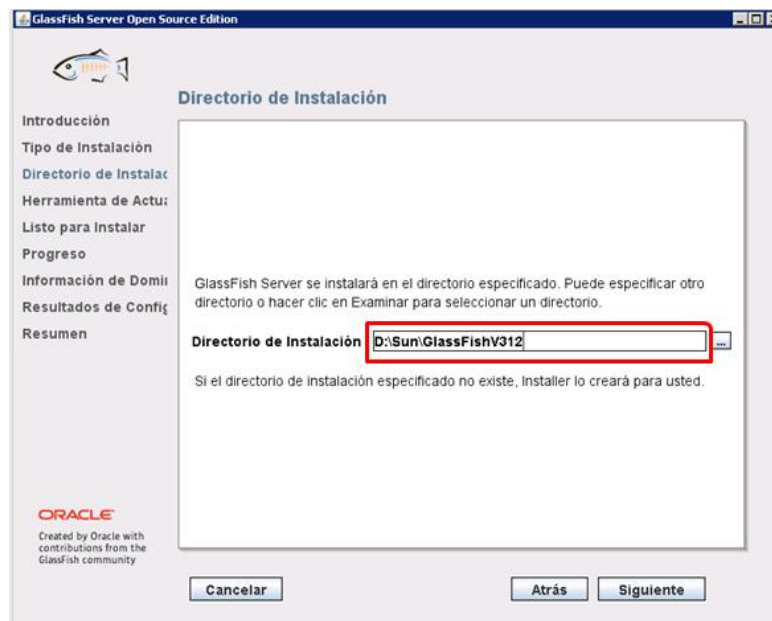 GlassFish Server Open Source Edition
Directorio de Instalación
Introducción
Tipo de Instalación
Directorio de Instalac
Herramienta de Actua
Listo para Instalar
Progreso
Información de Domii
Resultados de Config
Resumen
GlassFish Server se instalará en el directorio especificado. Puede especificar otro
directorio o hacer clic en Examinar para seleccionar un directorio.
Directorio de Instalación D:\Sun\GlassFishV312 ...
Si el directorio de instalación especificado no existe, Installer lo creará para usted.
ORACLE
Created by Oracle with
contributions from the
GlassFish community
Cancelar Atrás Siguiente